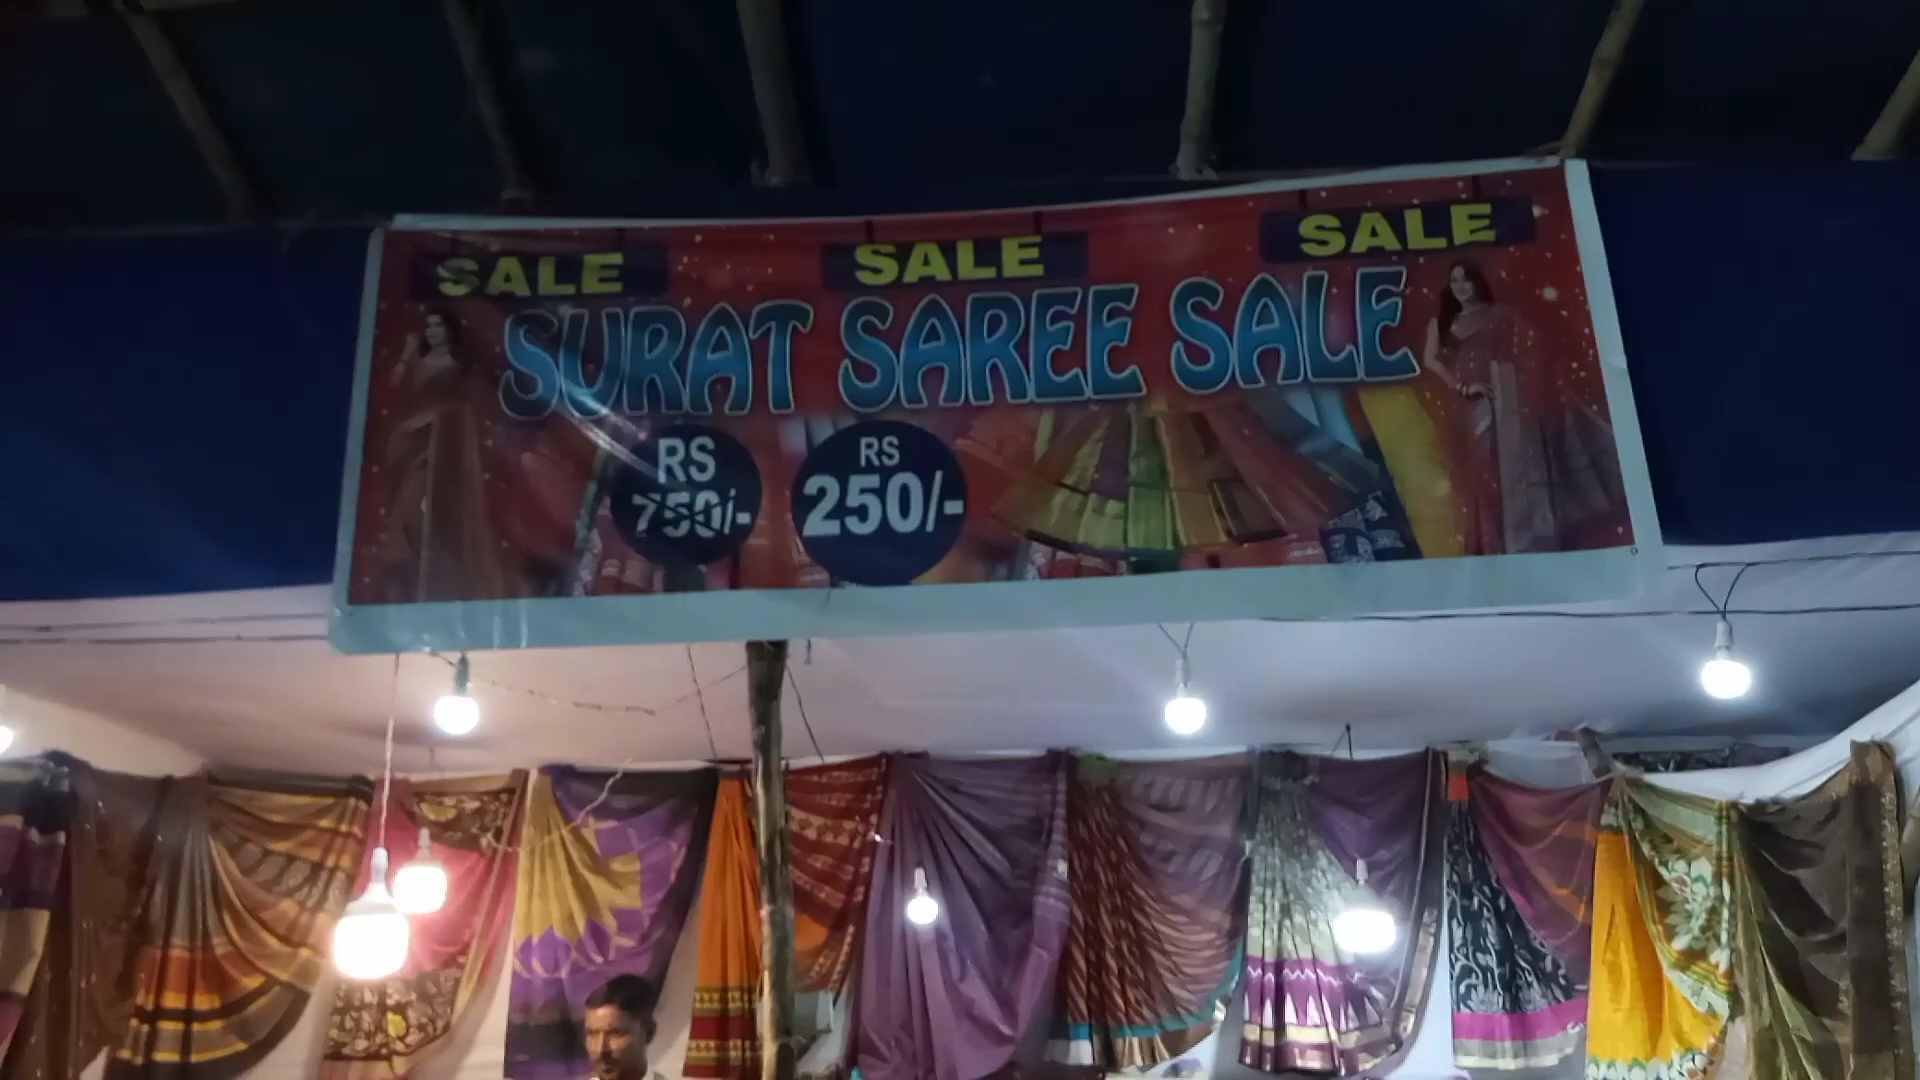 SALE SALE SALE
SURAT SAREE SALE
RS
750/-
RS
250/-